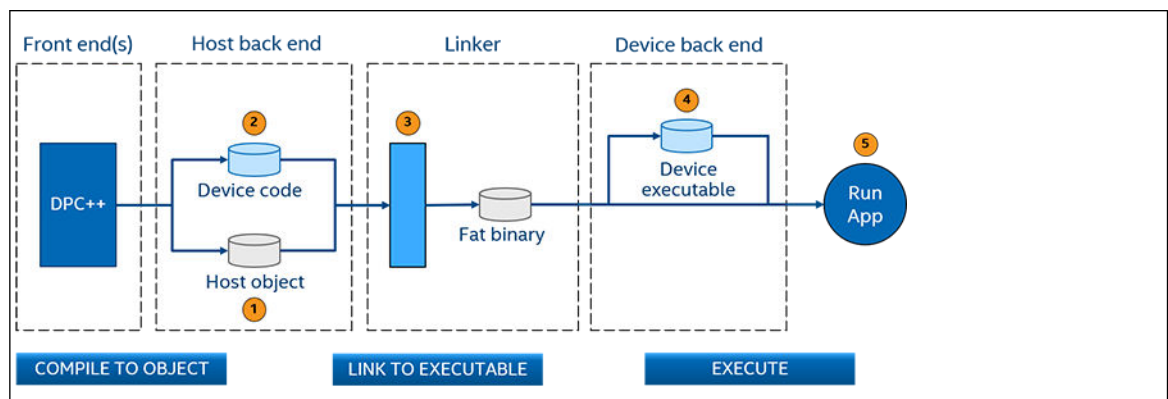 Front end(s)
Host back end
Linker
Device back end
2
3
4
5
DPC++
Device code
Device
executable
Run
App
Fat binary
Host object
1
COMPILE TO OBJECT
LINK TO EXECUTABLE
EXECUTE